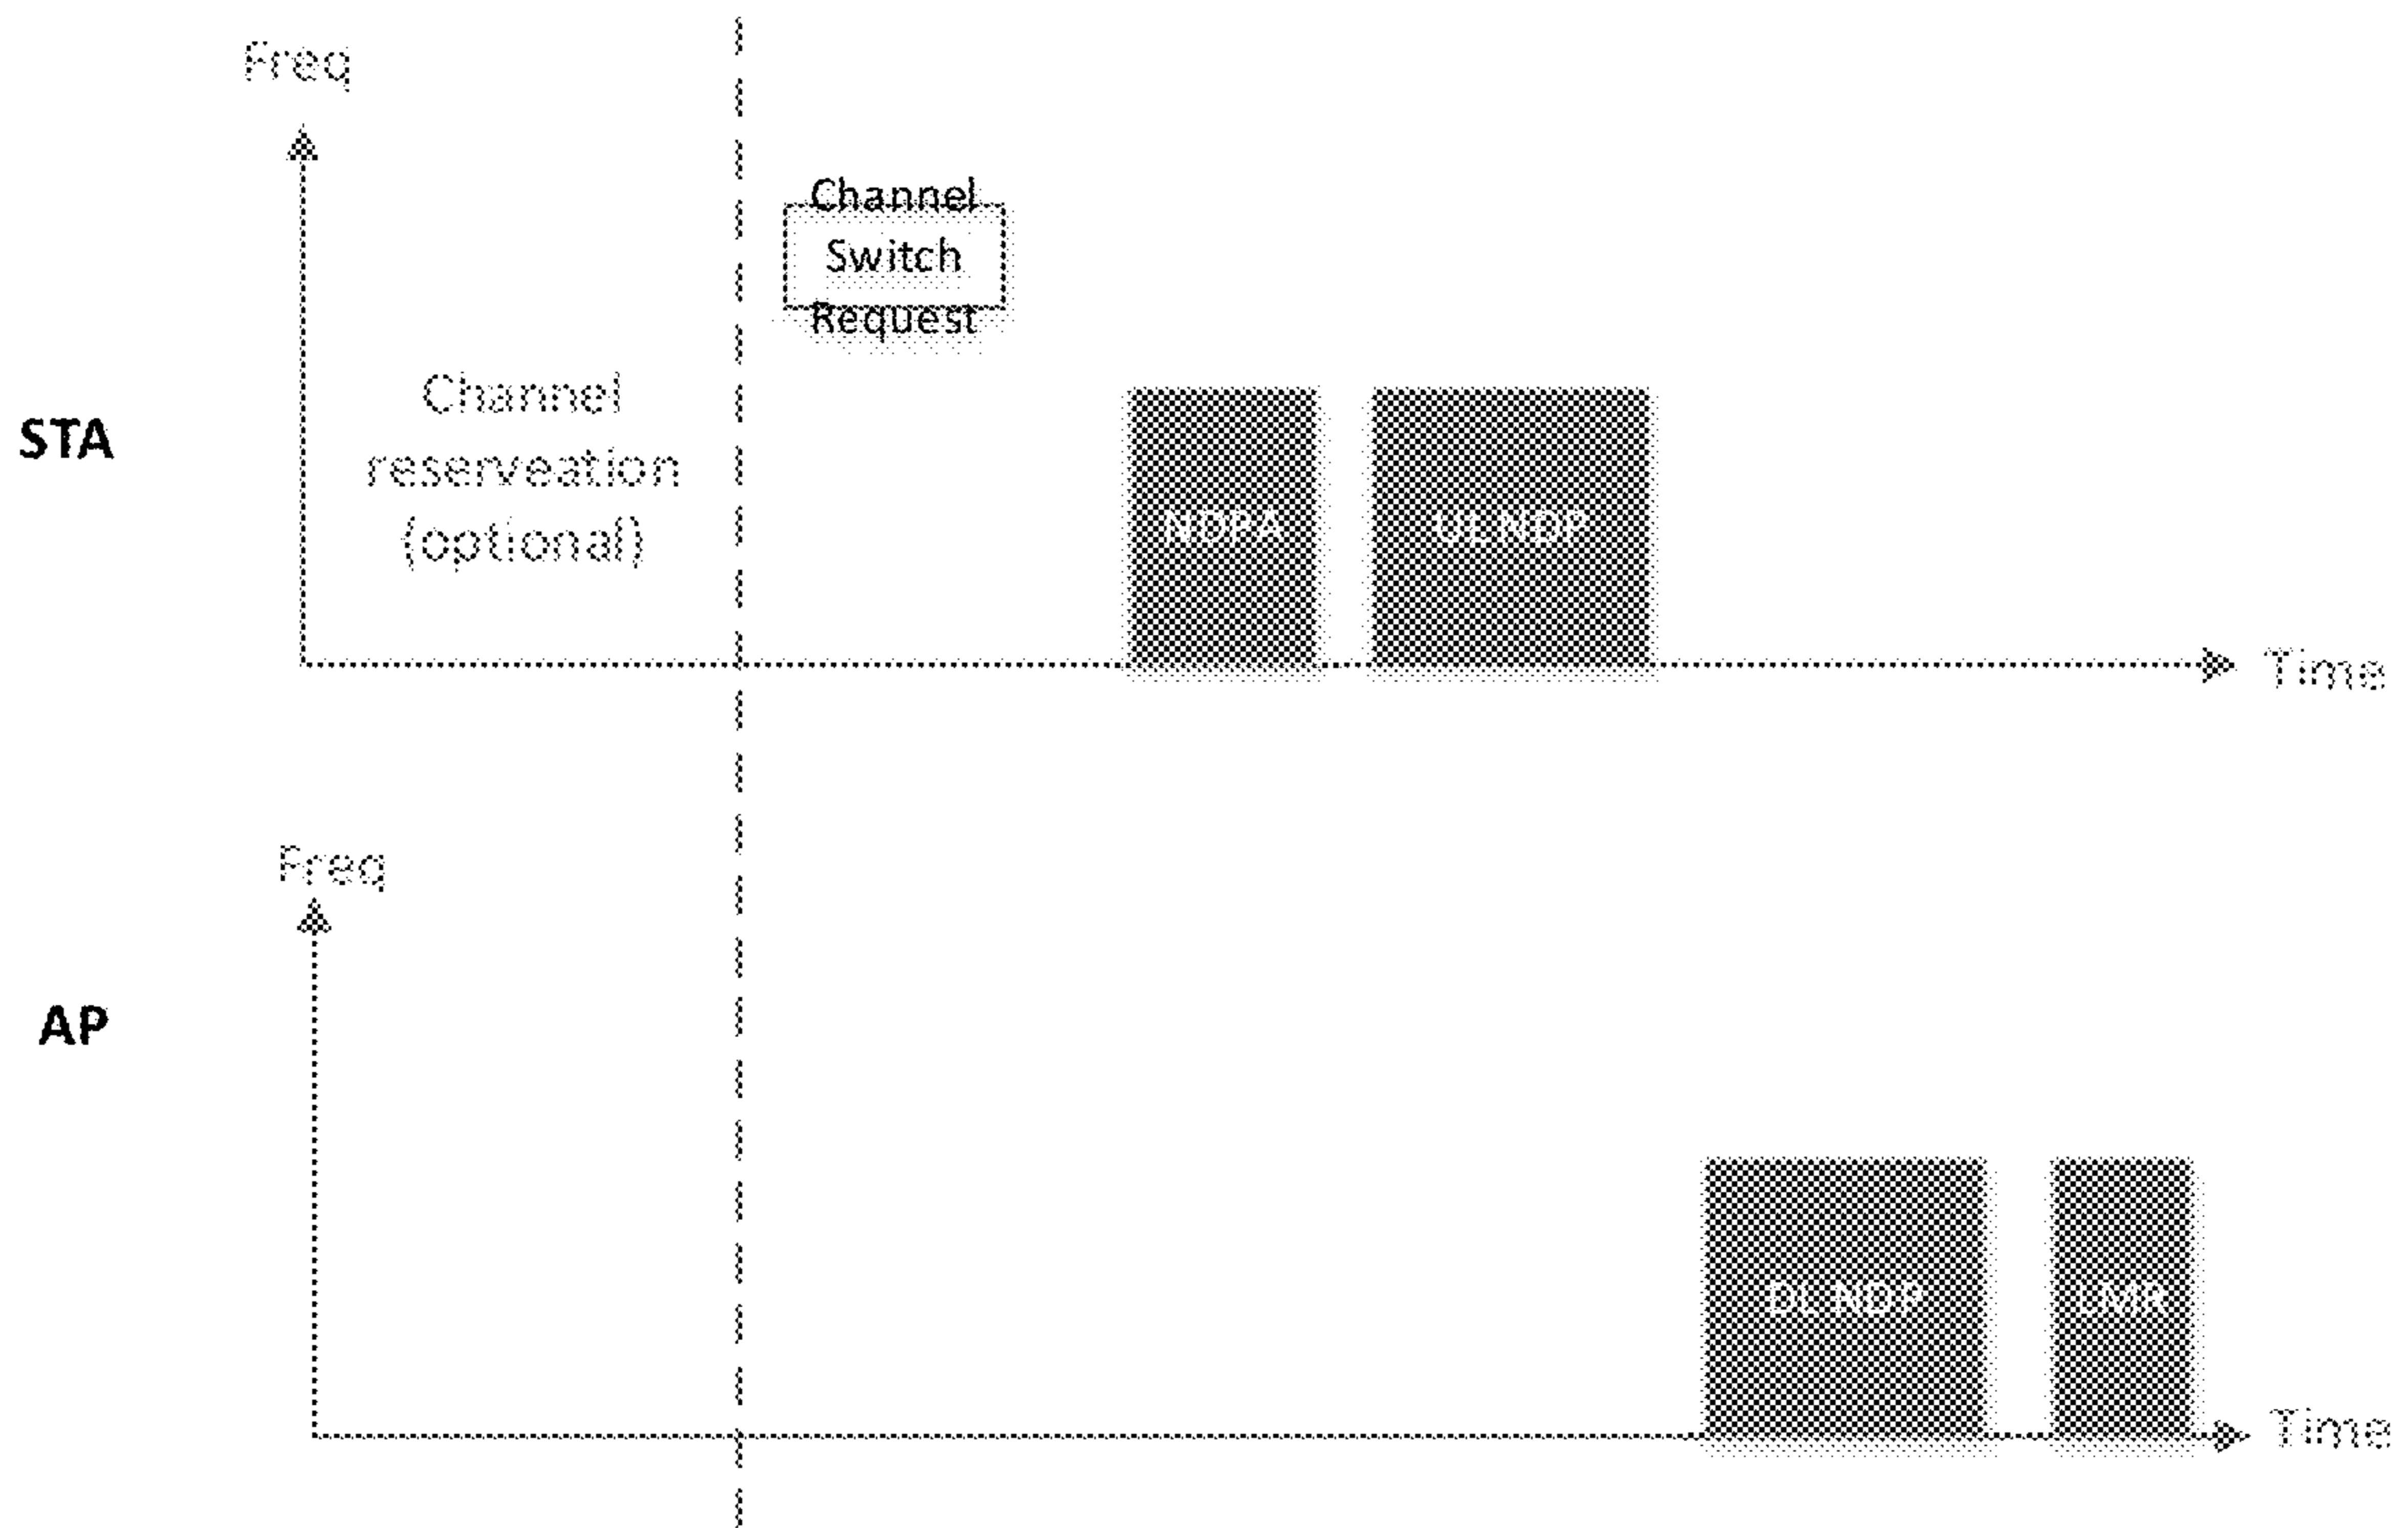 Freq
Channel
Switch
Request
Channel
reserveation
(optional)
STA
NDPA
UL NDP
Time
Freq
AP
DL NDP
LMR
Time